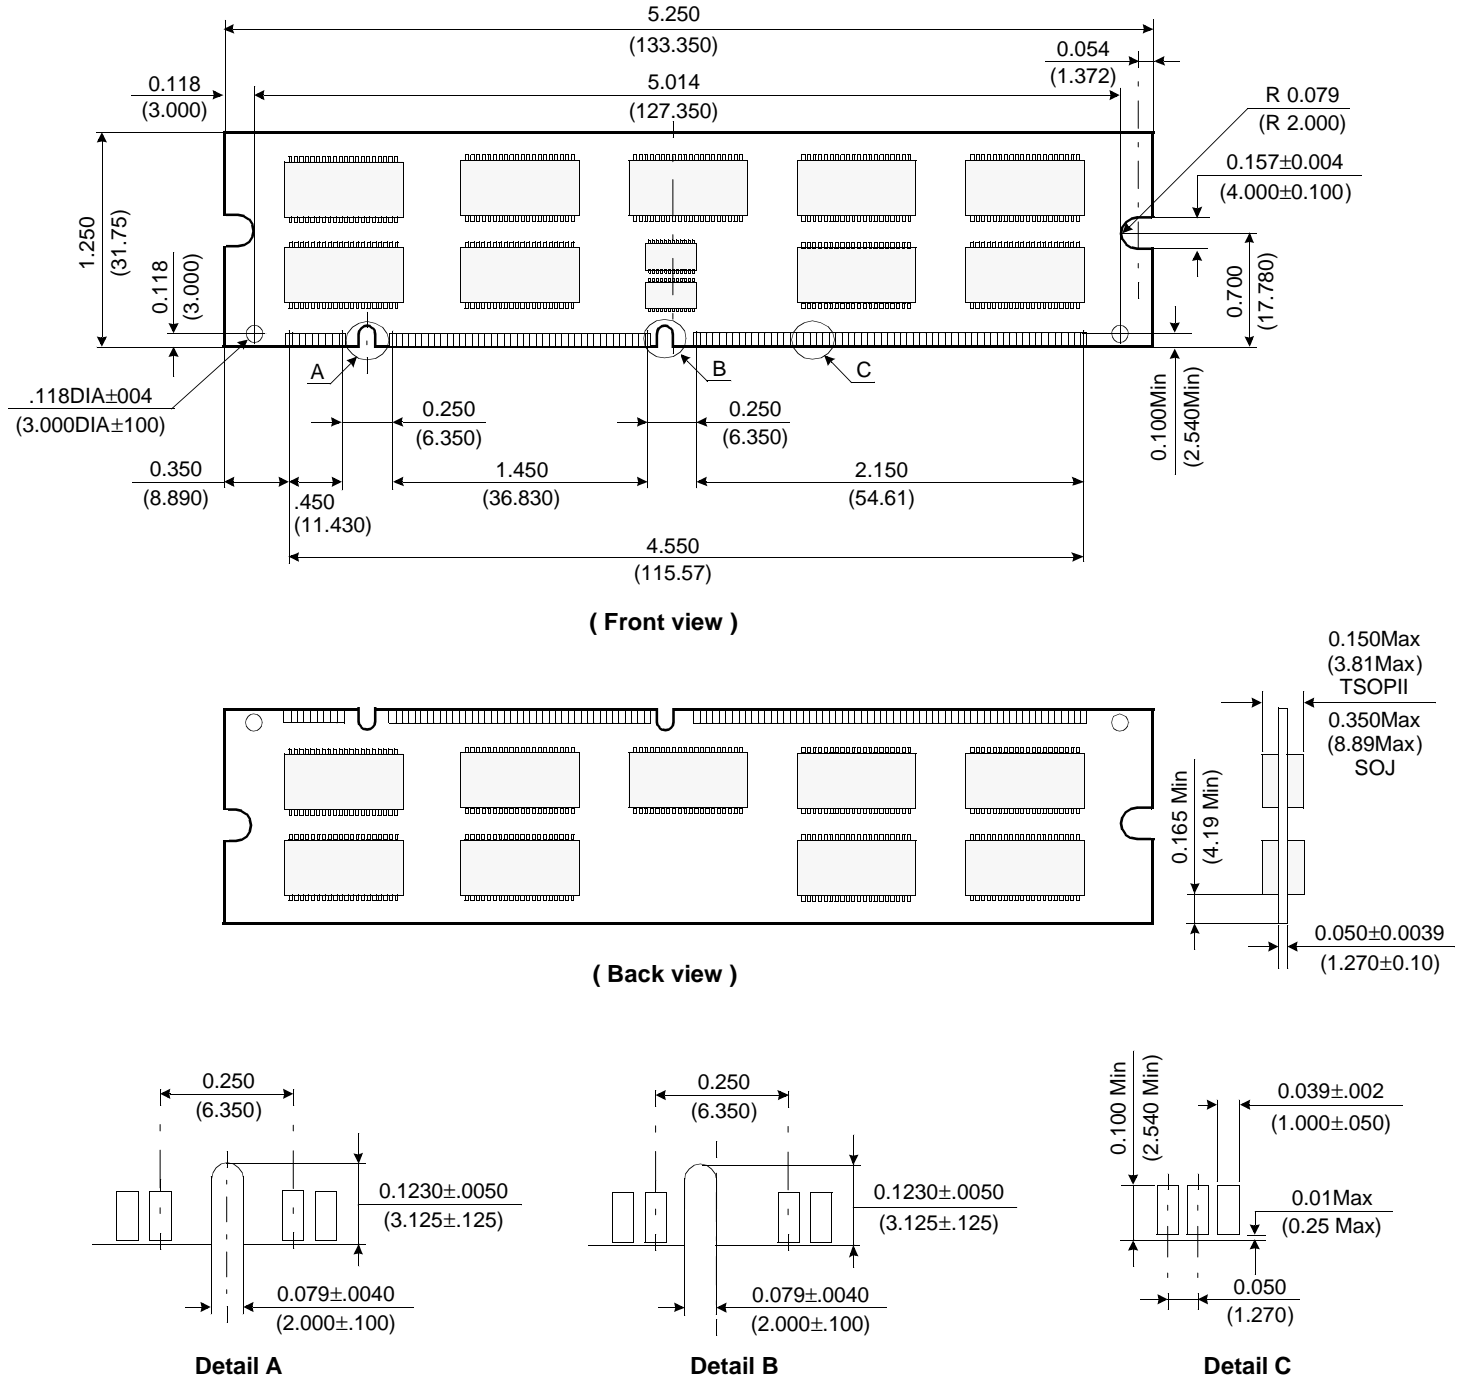 5.250
(133.350)
0.054
(1.372)
0.118
(3.000)
5.014
(127.350)
R 0.079
(R 2.000)
0.157±0.004
(4.000±0.100)
1.250
(31.75)
0.118
(3.000)
0.700
(17.780)
A
B
C
.118DIA±004
(3.000DIA±100)
0.250
(6.350)
0.250
(6.350)
0.100Min
(2.540Min)
0.350
(8.890)
.450
(11.430)
1.450
(36.830)
2.150
(54.61)
4.550
(115.57)
( Front view )
0.150Max
(3.81Max)
TSOPII
0.350Max
(8.89Max)
SOJ
0.165 Min
(4.19 Min)
0.050±0.0039
(1.270±0.10)
( Back view )
0.250
(6.350)
0.1230±.0050
(3.125±.125)
0.079±.0040
(2.000±.100)
Detail A
0.250
(6.350)
0.1230±.0050
(3.125±.125)
0.079±.0040
(2.000±.100)
Detail B
0.100 Min
(2.540 Min)
0.039±.002
(1.000±.050)
0.01Max
(0.25 Max)
0.050
(1.270)
Detail C